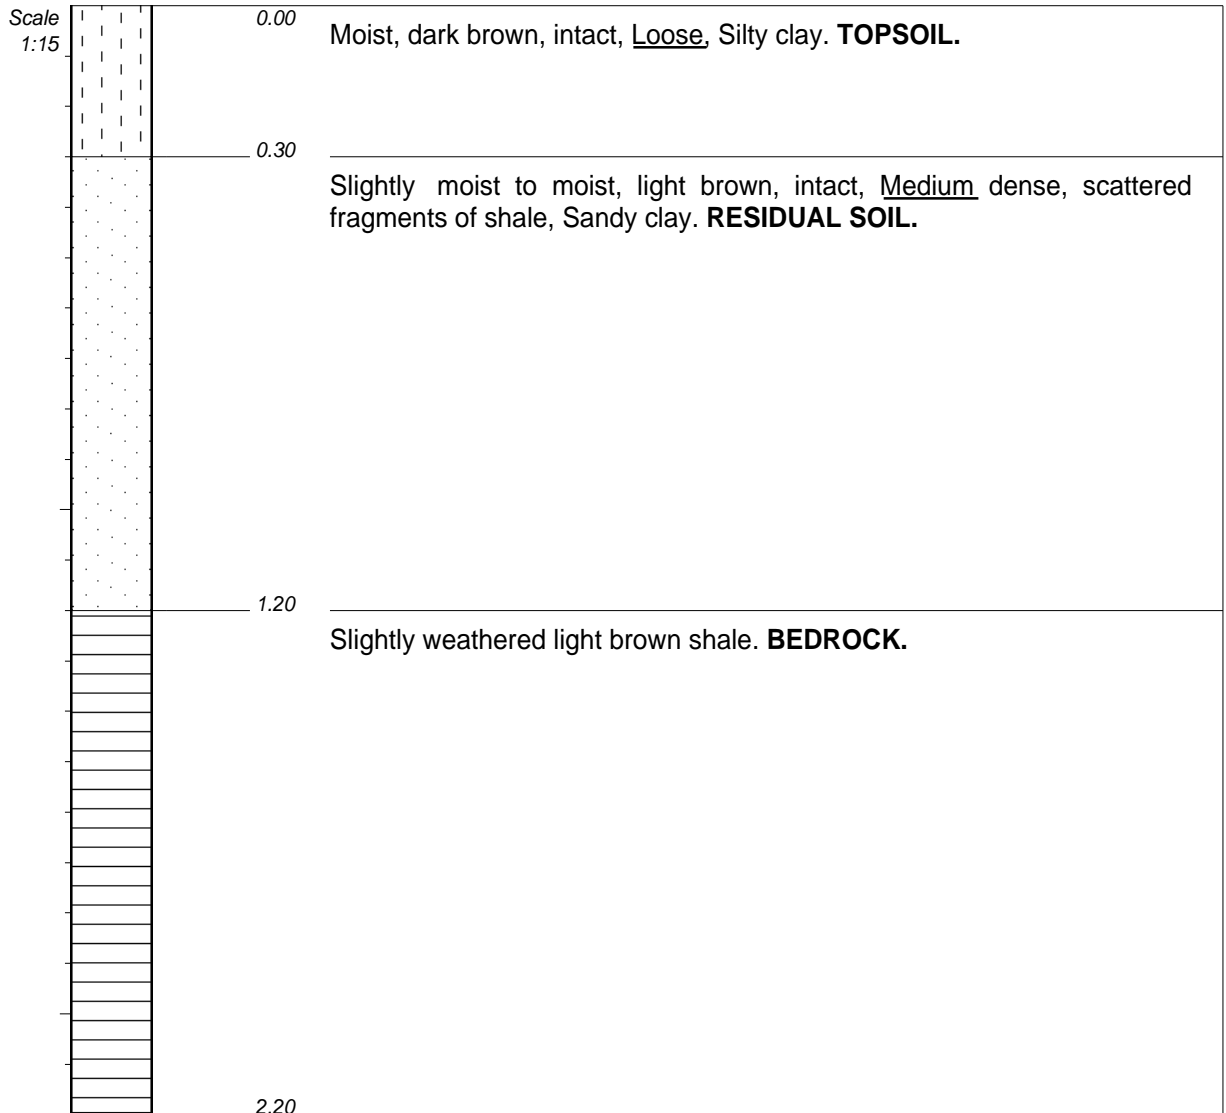 Scale
1:15
0.00
Moist, dark brown, intact, Loose, Silty clay. TOPSOIL.
0.30
Slightly moist to moist, light brown, intact, Medium dense, scattered
fragments of shale, Sandy clay. RESIDUAL SOIL.
1.20
Slightly weathered light brown shale. BEDROCK.
2.20